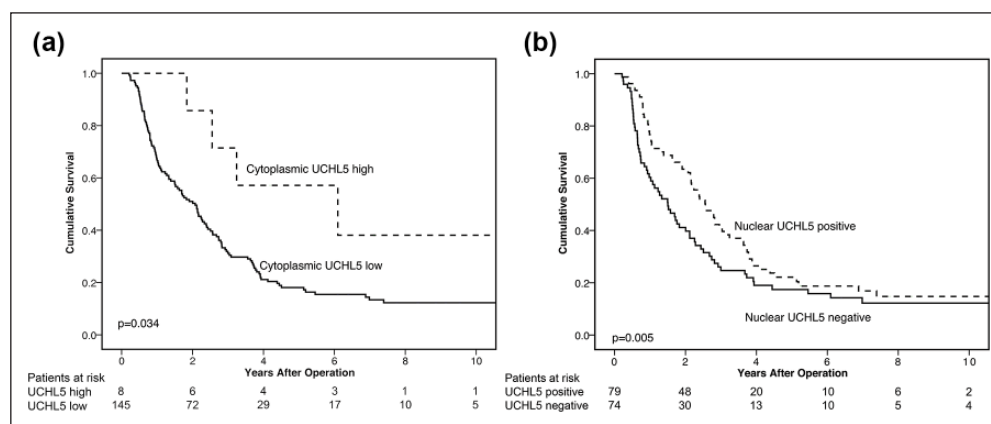 (a)
Cumulative Survival
1.0
0.8
0.6
0.4
0.2
0.0
Cytoplasmic UCHL5 high
Cytoplasmic UCHL5 low
p=0.034
0 2 4 6 8 10
Years After Operation
Patients at risk
UCHL5 high 8 6 4 3 1 1
UCHL5 low 145 72 29 17 10 5
(b)
Cumulative Survival
1.0
0.8
0.6
0.4
0.2
0.0
Nuclear UCHL5 positive
Nuclear UCHL5 negative
p=0.005
0 2 4 6 8 10
Years After Operation
Patients at risk
UCHL5 positive 79 48 20 10 6 2
UCHL5 negative 74 30 13 10 5 4